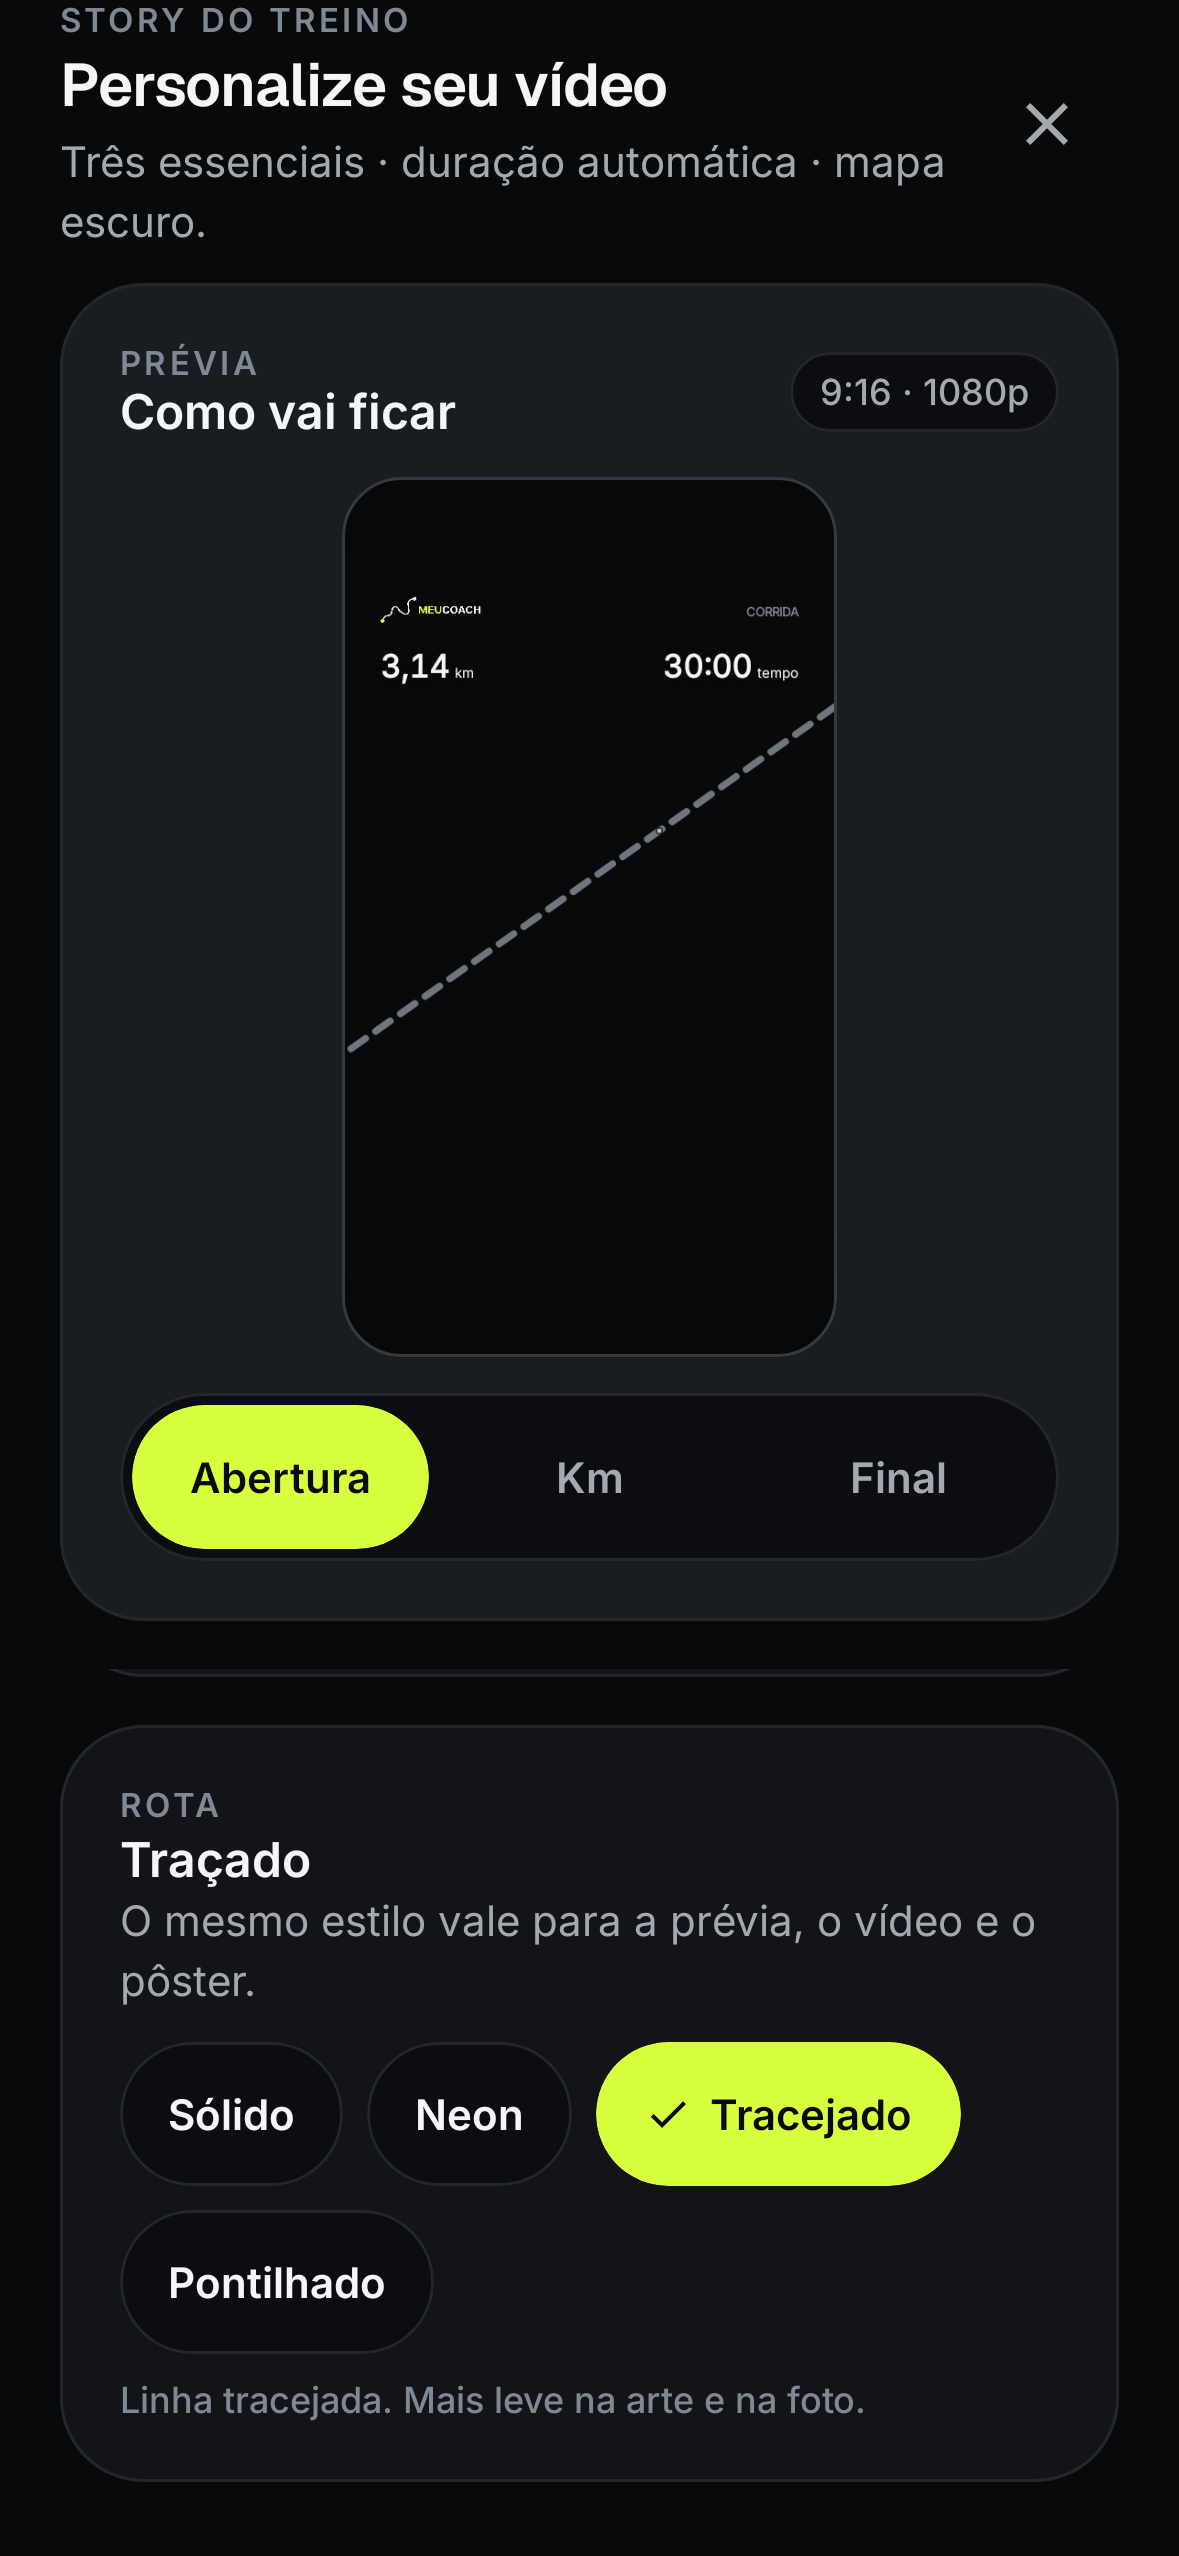 STORY DO TREINO
Personalize seu vídeo
Três essenciais · duração automática · mapa
escuro.
PRÉVIA
Como vai ficar
9:16 · 1080p
MEUCOACH
CORRIDA
3,14 km
30:00 tempo
Abertura
Km
Final
ROTA
Traçado
O mesmo estilo vale para a prévia, o vídeo e o
pôster.
Sólido
Neon
Tracejado
Pontilhado
Linha tracejada. Mais leve na arte e na foto.